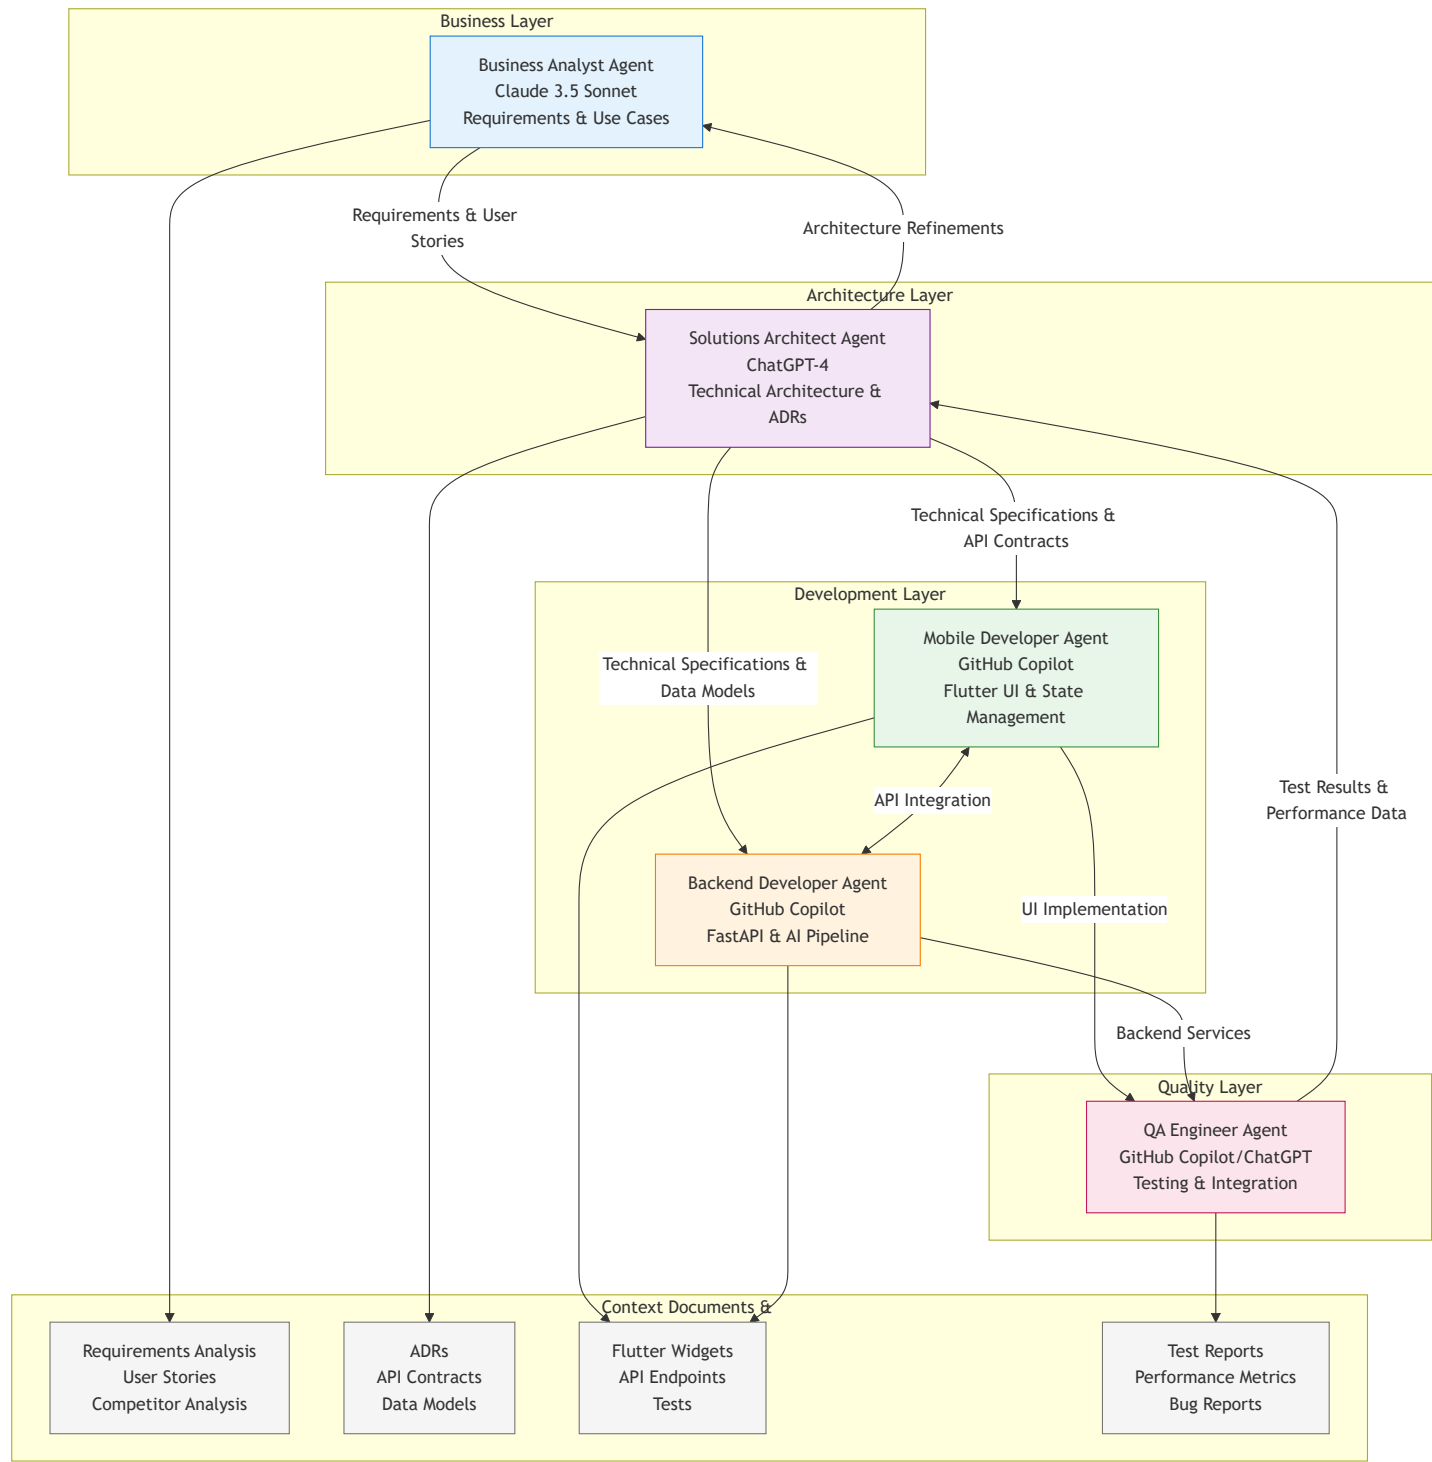 Business Layer
Business Analyst Agent
Claude 3.5 Sonnet
Requirements & Use Cases
Requirements & User
Stories
Architecture Refinements
Architecture Layer
Solutions Architect Agent
ChatGPT-4
Technical Architecture &
ADRs
Technical Specifications &
API Contracts
Development Layer
Mobile Developer Agent
GitHub Copilot
Flutter UI & State
Management
Technical Specifications &
Data Models
API Integration
Test Results &
Performance Data
Backend Developer Agent
GitHub Copilot
FastAPI & AI Pipeline
UI Implementation
Backend Services
Quality Layer
QA Engineer Agent
GitHub Copilot/ChatGPT
Testing & Integration
Context Documents &
Requirements Analysis
User Stories
Competitor Analysis
ADRs
API Contracts
Data Models
Flutter Widgets
API Endpoints
Tests
Test Reports
Performance Metrics
Bug Reports